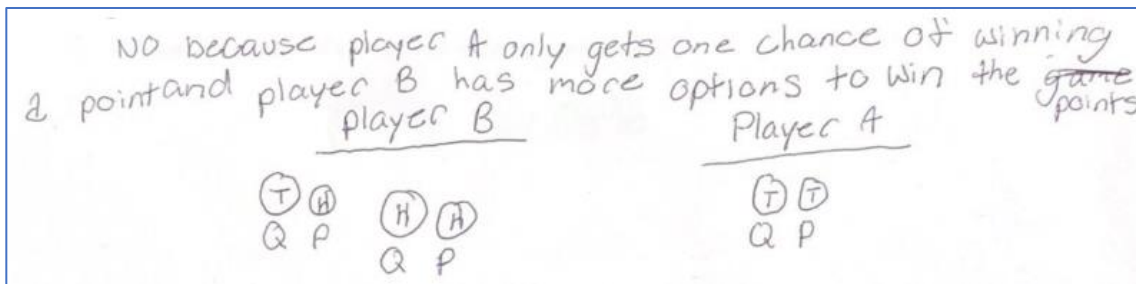 NO because player A only gets one chance of winning
a point and player B has more options to win the game points
player B Player A
T H H H T T
Q P Q P Q P